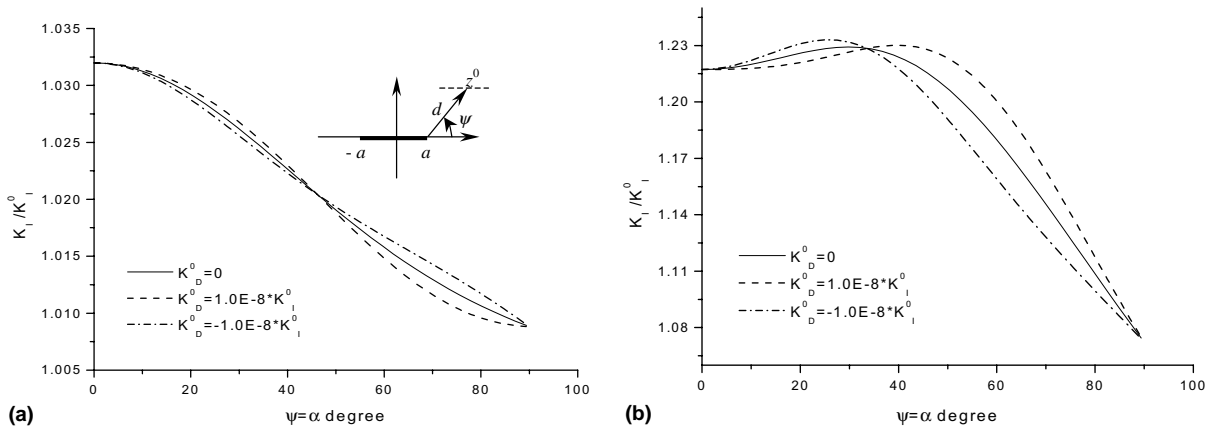 1.035
1.030
1.025
1.020
1.015
1.010
1.005
K_I/K^0_I
0 20 40 60 80 100
ψ=α degree
(a)
z^0
d
ψ
-a a
K^0_D=0
K^0_D=1.0E-8*K^0_I
K^0_D=-1.0E-8*K^0_I
1.23
1.20
1.17
1.14
1.11
1.08
K_I/K^0_I
0 20 40 60 80 100
ψ=α degree
(b)
K^0_D=0
K^0_D=1.0E-8*K^0_I
K^0_D=-1.0E-8*K^0_I